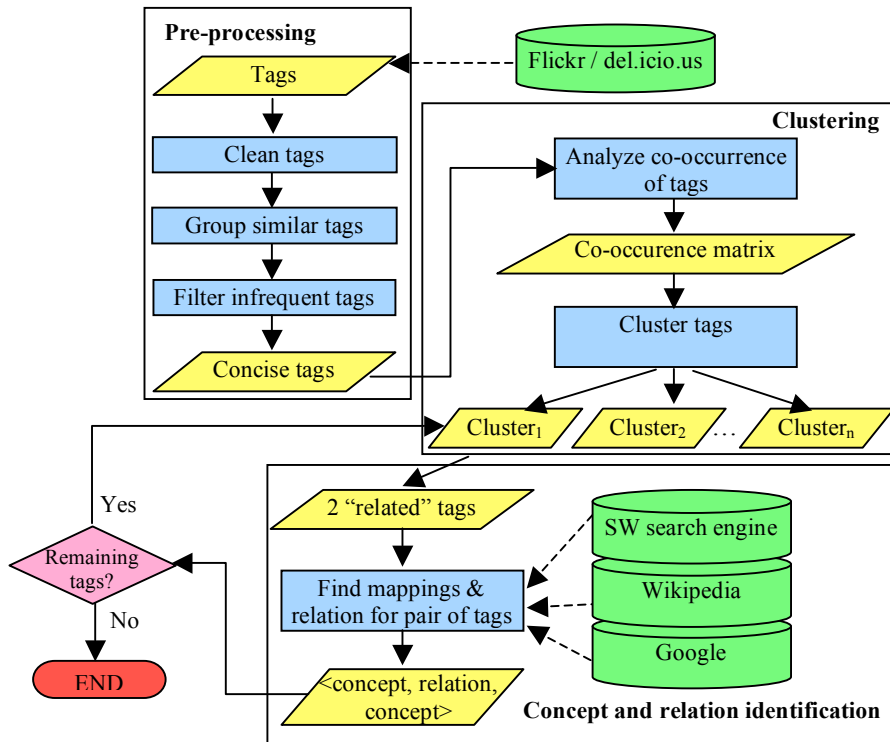 Pre-processing
Tags
Flickr / del.icio.us
Clean tags
Group similar tags
Filter infrequent tags
Concise tags
Clustering
Analyze co-occurrence
of tags
Co-occurence matrix
Cluster tags
Cluster1
Cluster2
...
Clustern
2 “related” tags
Find mappings &
relation for pair of tags
<concept, relation,
concept>
SW search engine
Wikipedia
Google
Concept and relation identification
Yes
Remaining
tags?
No
END